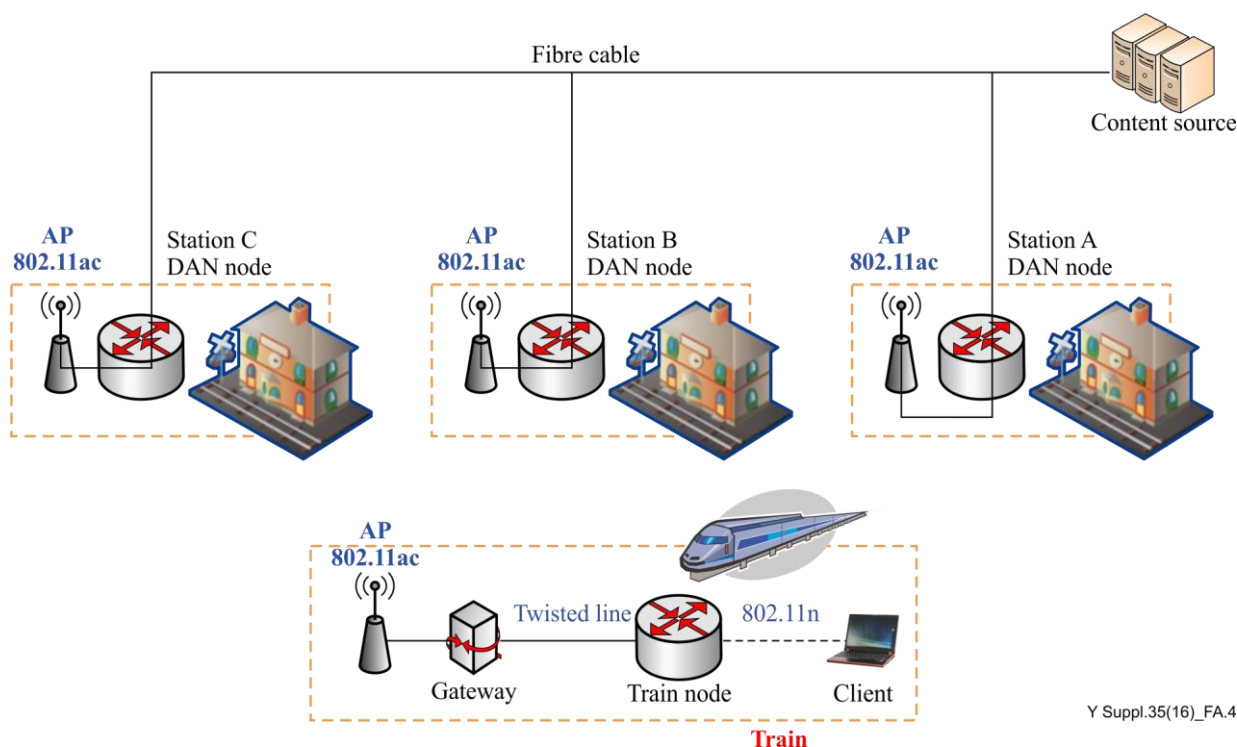 Fibre cable
Content source
AP
802.11ac
Station C
DAN node
AP
802.11ac
Station B
DAN node
AP
802.11ac
Station A
DAN node
AP
802.11ac
Twisted line
802.11n
Gateway
Train node
Client
Train
Y Suppl.35(16)_FA.4